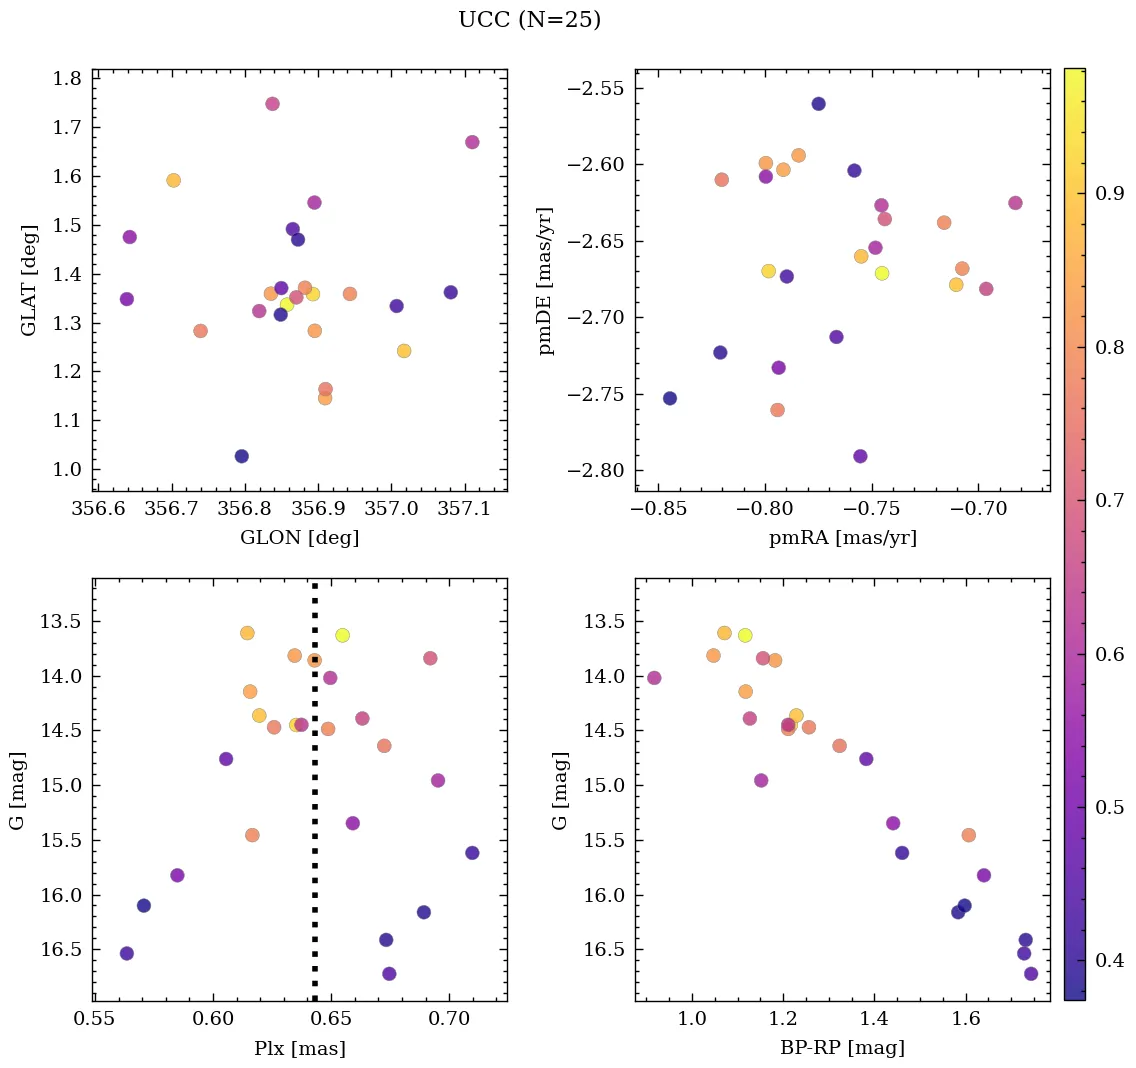 UCC (N=25)
1.8
1.7
1.6
1.5
1.4
1.3
1.2
1.1
1.0
GLAT [deg]
356.6 356.7 356.8 356.9 357.0 357.1
GLON [deg]
−2.55
−2.60
−2.65
−2.70
−2.75
−2.80
pmDE [mas/yr]
−0.85 −0.80 −0.75 −0.70
pmRA [mas/yr]
13.5
14.0
14.5
15.0
15.5
16.0
16.5
G [mag]
0.55 0.60 0.65 0.70
Plx [mas]
13.5
14.0
14.5
15.0
15.5
16.0
16.5
G [mag]
1.0 1.2 1.4 1.6
BP-RP [mag]
0.9
0.8
0.7
0.6
0.5
0.4